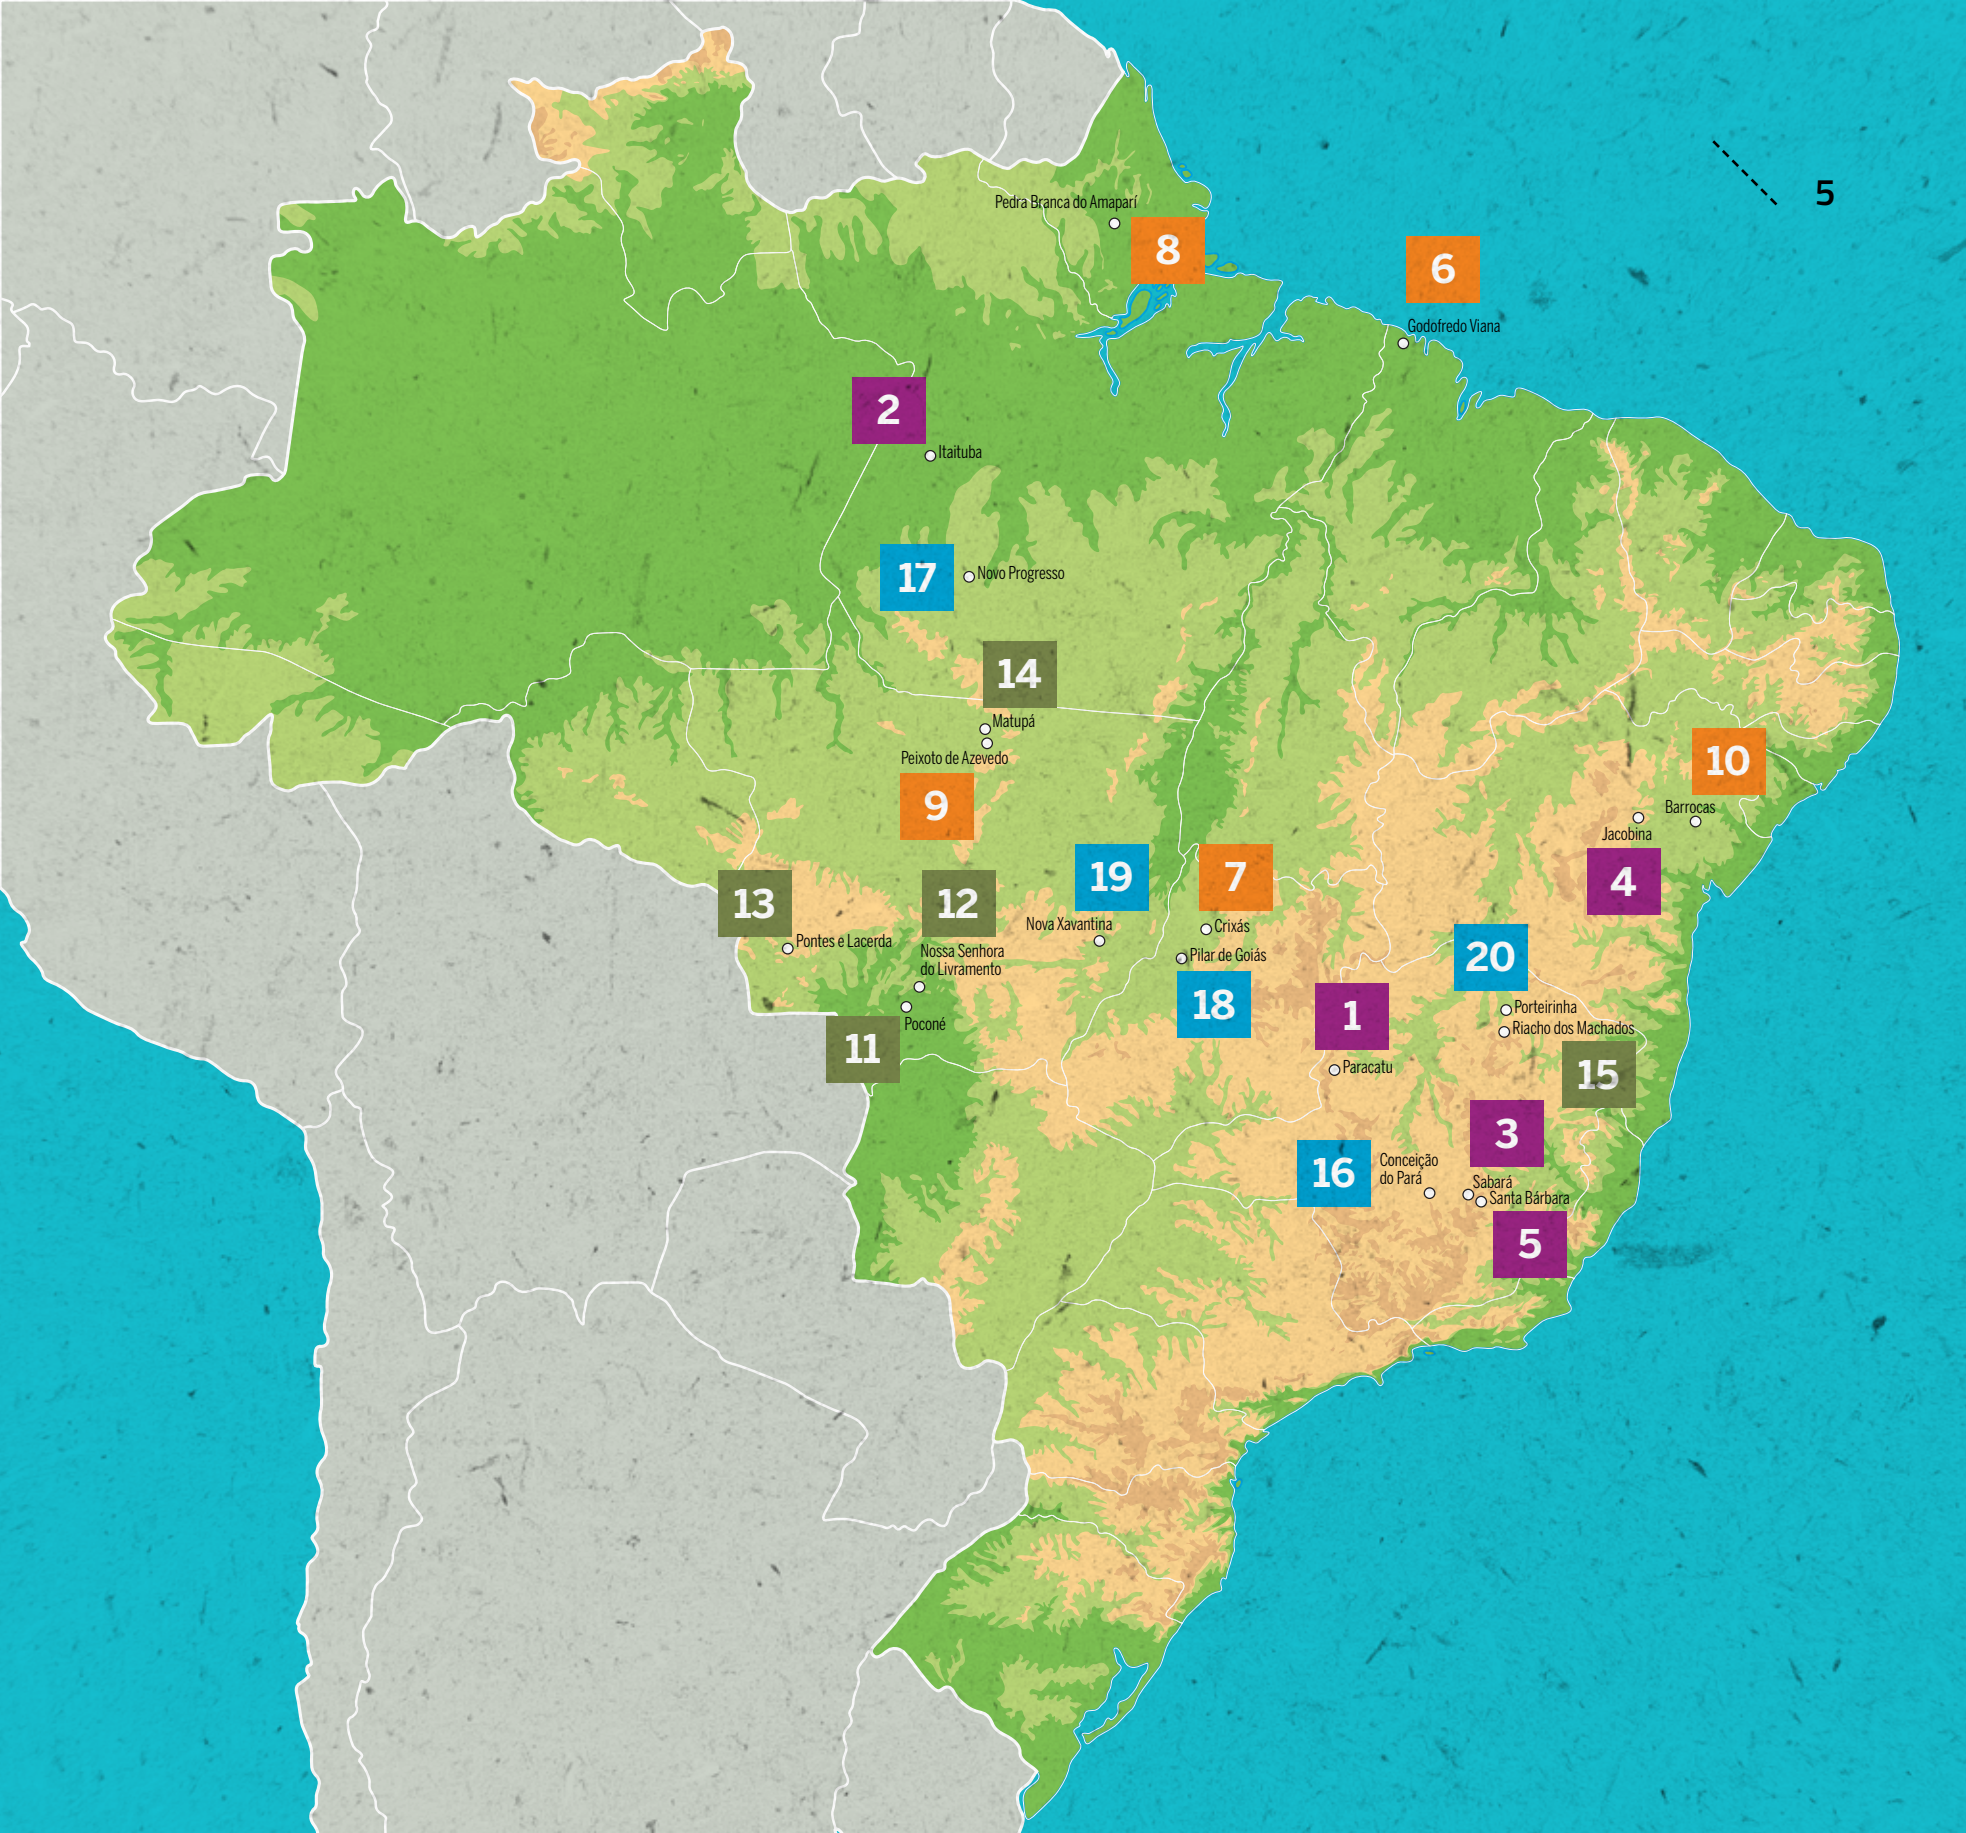 5
Pedra Branca do Amaparí
8
6
Godofredo Viana
2
Itaituba
17
Novo Progresso
14
Matupá
Peixoto de Azevedo
9
10
Barrocas
Jacobina
4
13
Pontes e Lacerda
12
Nossa Senhora
do Livramento
Poconé
11
19
Nova Xavantina
7
Crixás
Pilar de Goiás
18
20
Porteirinha
Riacho dos Machados
1
Paracatu
15
3
16
Conceição
do Pará
Sabará
Santa Bárbara
5